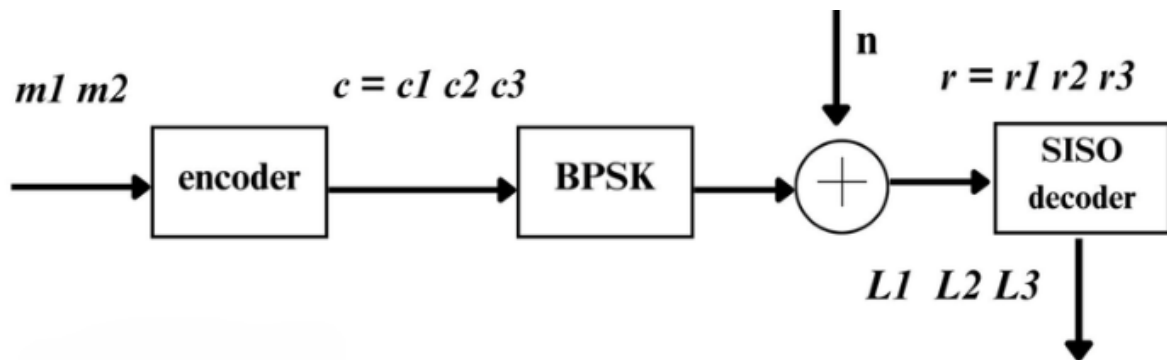 n
m1 m2
c = c1 c2 c3
r = r1 r2 r3
encoder
BPSK
+
SISO
decoder
L1 L2 L3